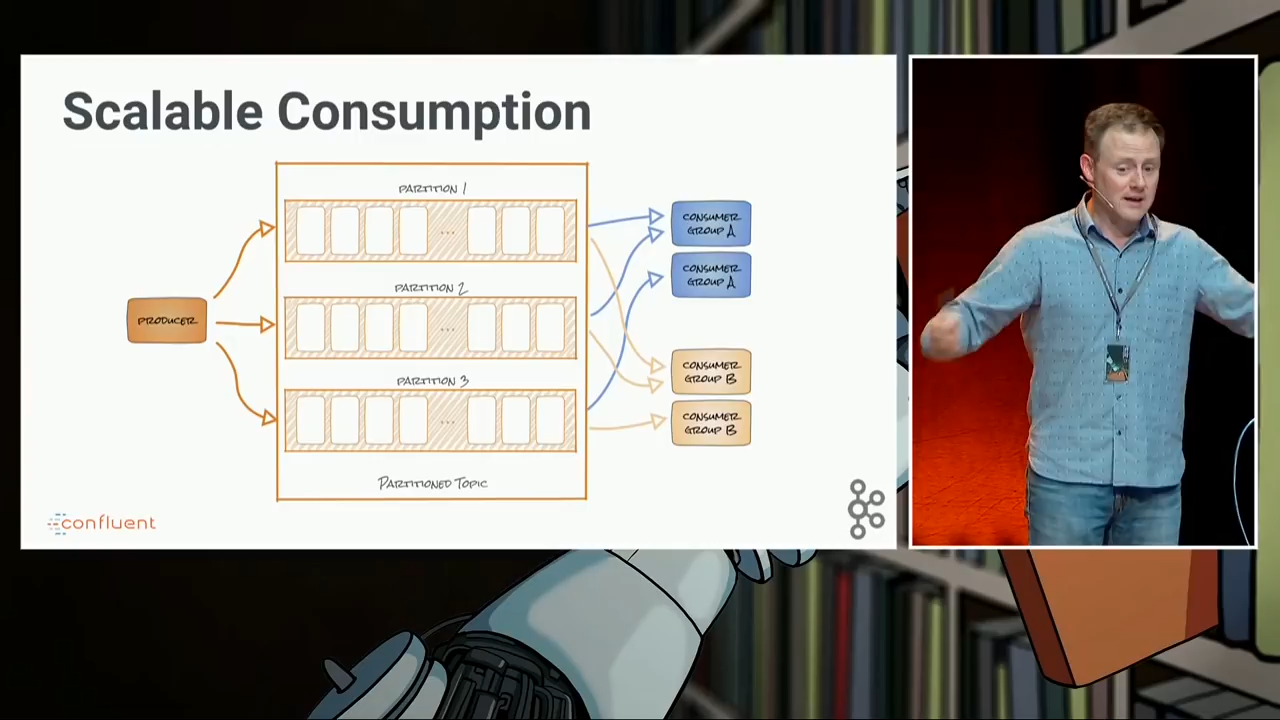 Scalable Consumption
PARTITION 1
...
PARTITION 2
...
PARTITION 3
...
PARTITIONED TOPIC
PRODUCER
CONSUMER
GROUP A
CONSUMER
GROUP A
CONSUMER
GROUP B
CONSUMER
GROUP B
confluent